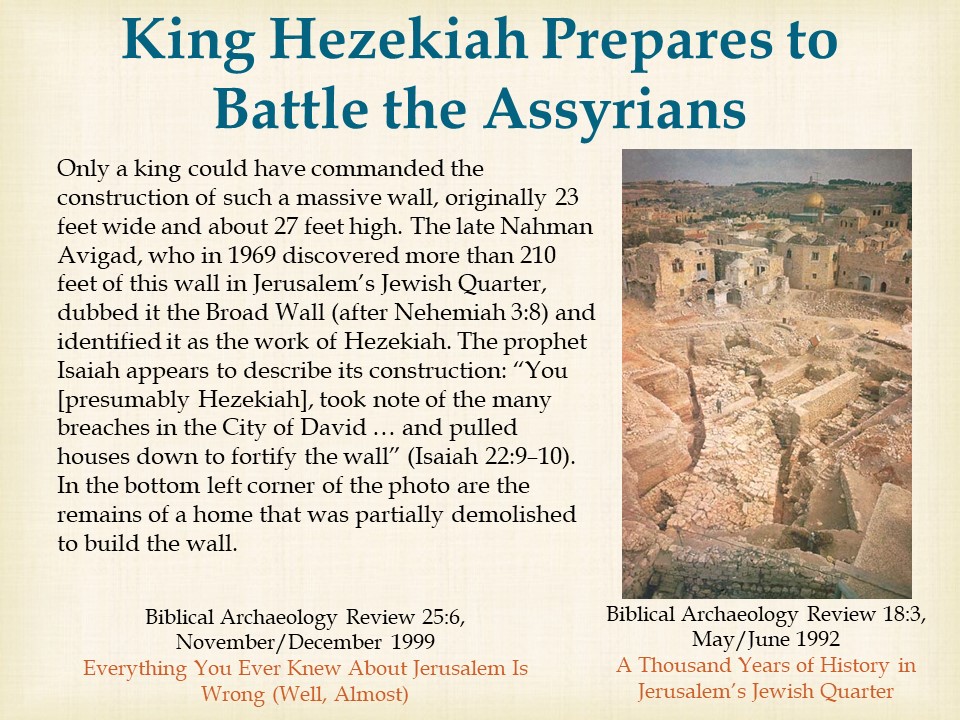 King Hezekiah Prepares to
Battle the Assyrians
Only a king could have commanded the
construction of such a massive wall, originally 23
feet wide and about 27 feet high. The late Nahman
Avigad, who in 1969 discovered more than 210
feet of this wall in Jerusalem’s Jewish Quarter,
dubbed it the Broad Wall (after Nehemiah 3:8) and
identified it as the work of Hezekiah. The prophet
Isaiah appears to describe its construction: “You
[presumably Hezekiah], took note of the many
breaches in the City of David … and pulled
houses down to fortify the wall” (Isaiah 22:9–10).
In the bottom left corner of the photo are the
remains of a home that was partially demolished
to build the wall.
Biblical Archaeology Review 25:6,
November/December 1999
Everything You Ever Knew About Jerusalem Is
Wrong (Well, Almost)
Biblical Archaeology Review 18:3,
May/June 1992
A Thousand Years of History in
Jerusalem’s Jewish Quarter